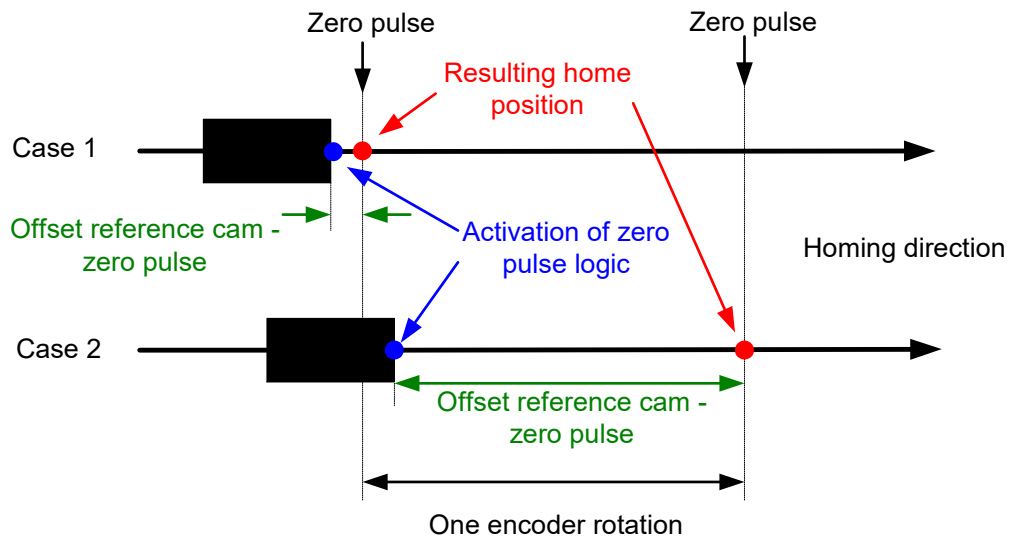 Zero pulse
Zero pulse
Resulting home
position
Case 1
Offset reference cam -
zero pulse
Activation of zero
pulse logic
Homing direction
Case 2
Offset reference cam -
zero pulse
One encoder rotation